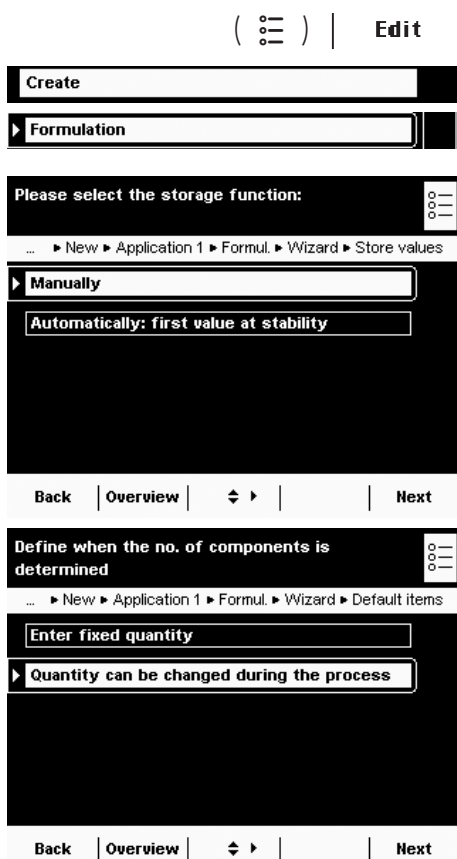 Edit
Create
Formulation
Please select the storage function:
... ▸ New ▸ Application 1 ▸ Formul. ▸ Wizard ▸ Store values
Manually
Automatically: first value at stability
Back Overview Next
Define when the no. of components is
determined
... ▸ New ▸ Application 1 ▸ Formul. ▸ Wizard ▸ Default items
Enter fixed quantity
Quantity can be changed during the process
Back Overview Next